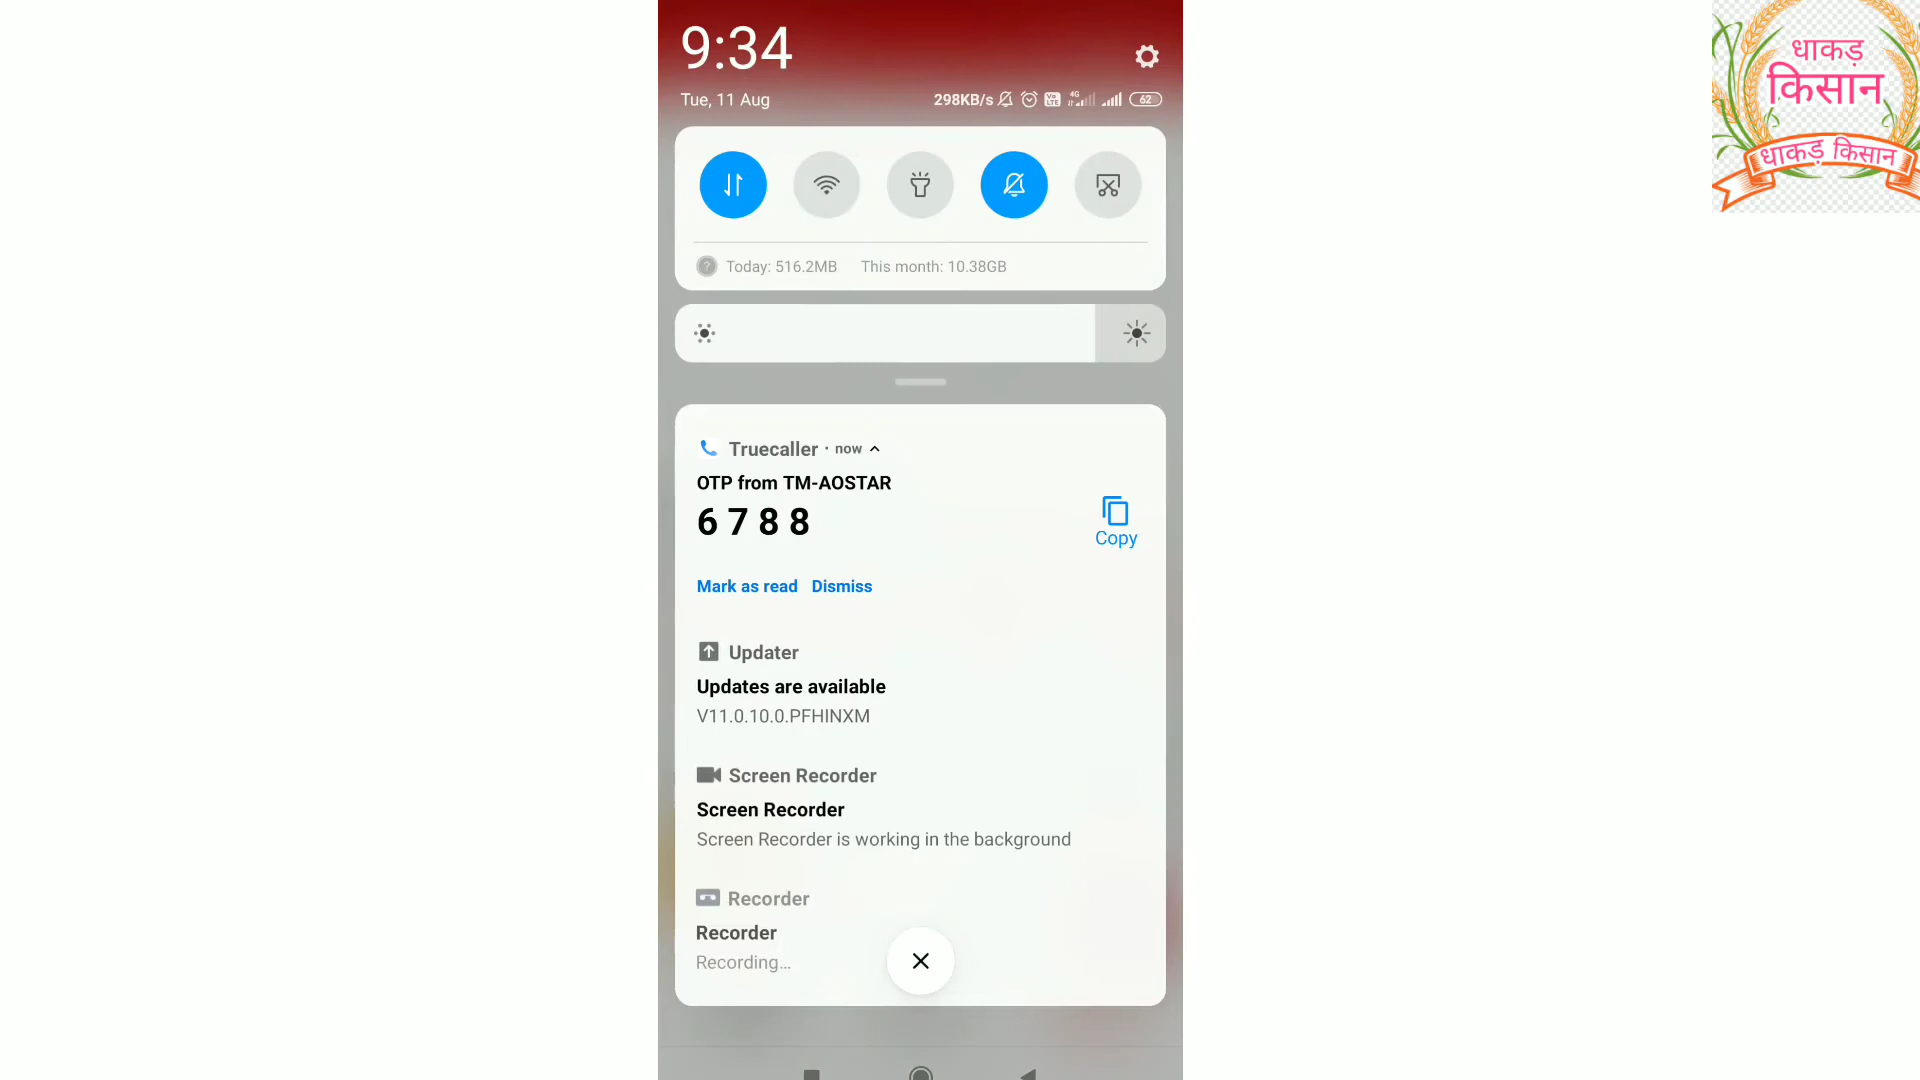 9:34
Tue, 11 Aug
298KB/s
4G
62
Today: 516.2MB This month: 10.38GB
Truecaller · now
OTP from TM-AOSTAR
6 7 8 8
Copy
Mark as read Dismiss
Updater
Updates are available
V11.0.10.0.PFHINXM
Screen Recorder
Screen Recorder
Screen Recorder is working in the background
Recorder
Recorder
Recording...
धाकड़
किसान
धाकड़ किसान